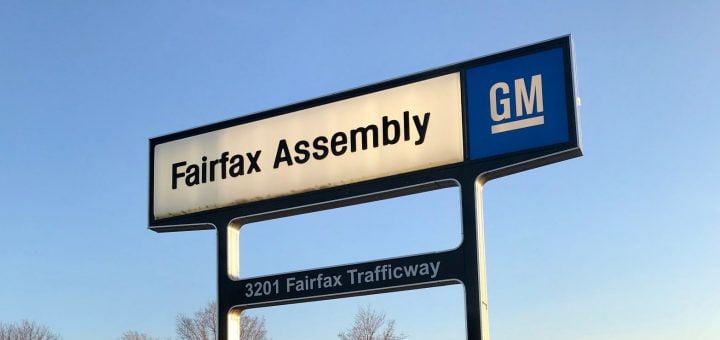 Fairfax Assembly
GM
3201 Fairfax Trafficway